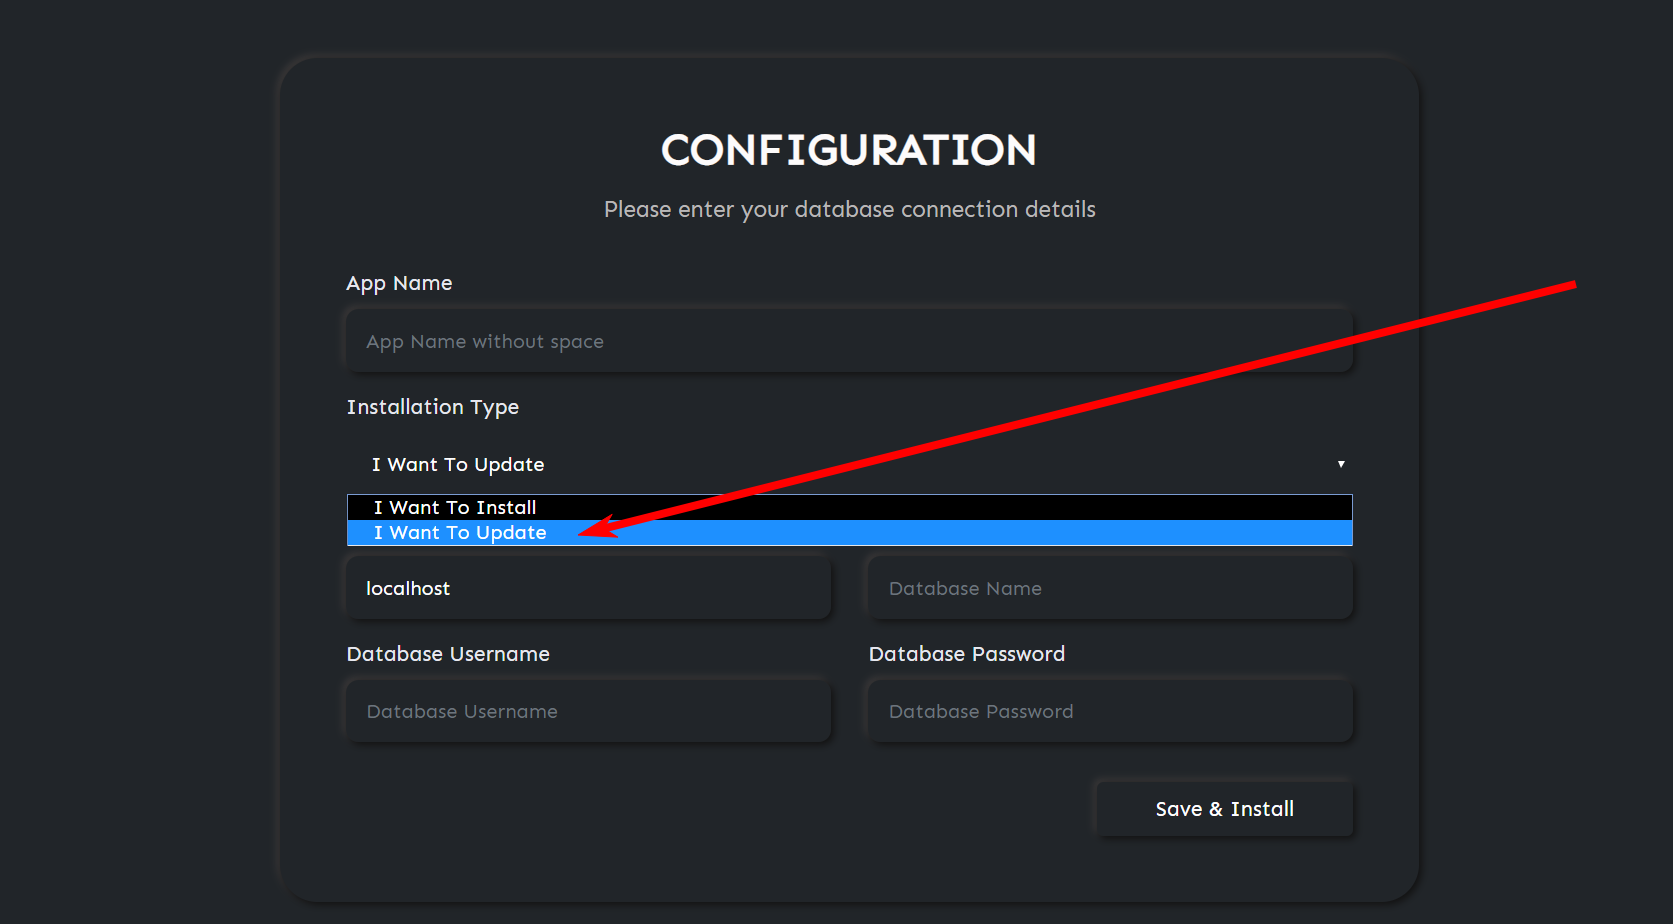 CONFIGURATION
Please enter your database connection details
App Name
App Name without space
Installation Type
I Want To Update
▼
I Want To Install
I Want To Update
localhost
Database Name
Database Username
Database Password
Database Username
Database Password
Save & Install